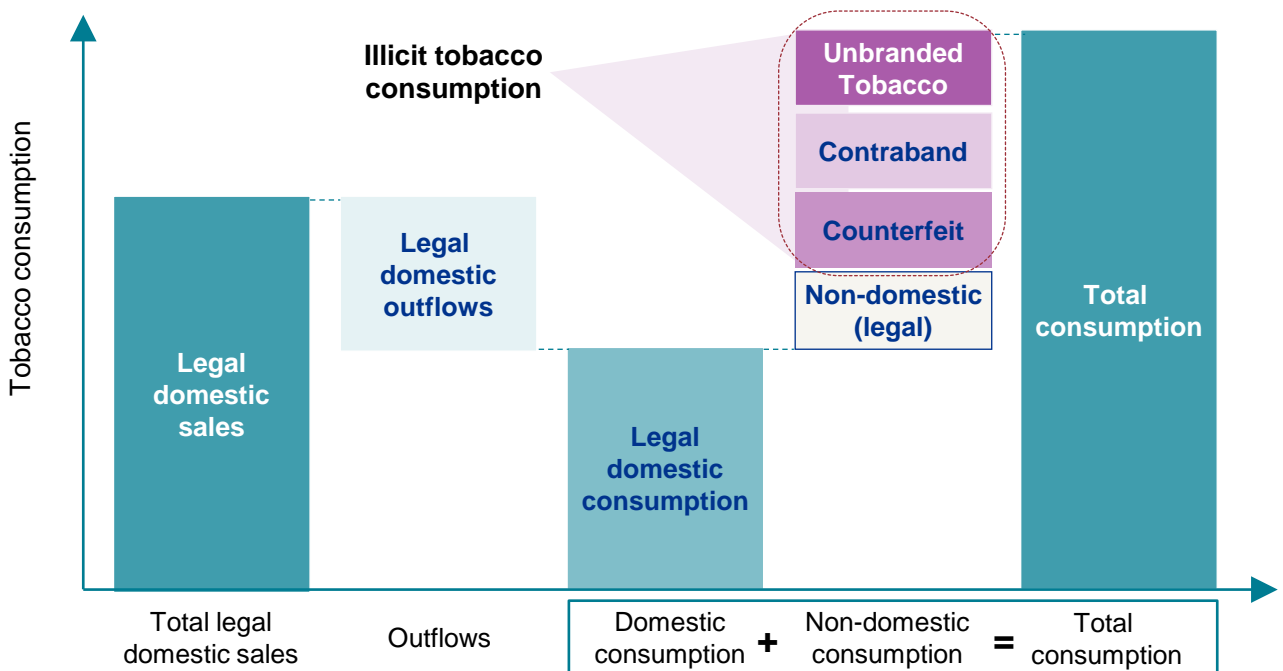 Tobacco consumption
Illicit tobacco
consumption
Unbranded
Tobacco
Contraband
Counterfeit
Non-domestic
(legal)
Legal
domestic
sales
Legal
domestic
outflows
Legal
domestic
consumption
Total
consumption
Total legal
domestic sales
Outflows
Domestic
consumption
+
Non-domestic
consumption
=
Total
consumption